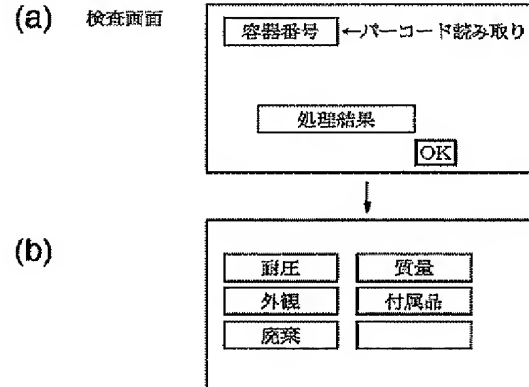 (a) 検査画面
容器番号 ←バーコード読み取り
処理結果
OK
(b)
耐圧 質量
外観 付属品
廃棄